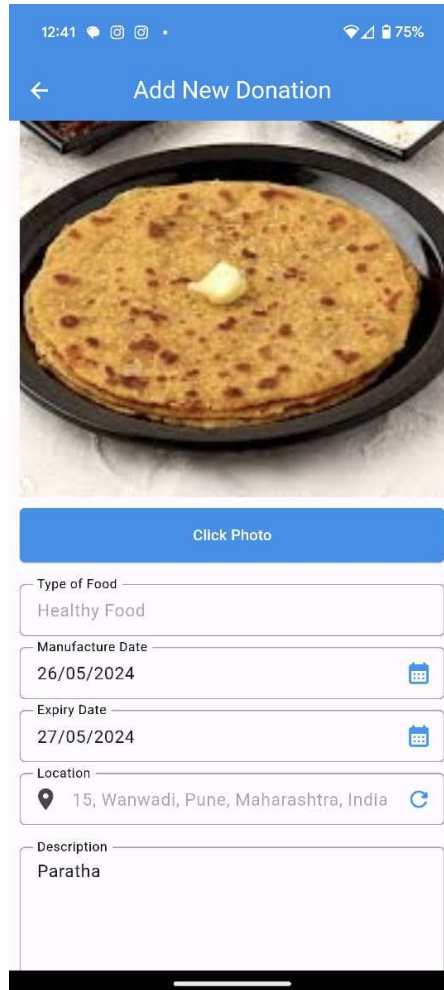 12:41 75%
Add New Donation
Click Photo
Type of Food
Healthy Food
Manufacture Date
26/05/2024
Expiry Date
27/05/2024
Location
15, Wanwadi, Pune, Maharashtra, India
Description
Paratha